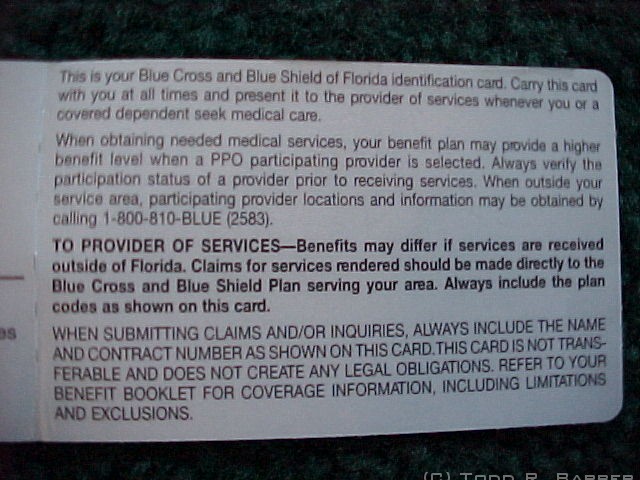 This is your Blue Cross and Blue Shield of Florida identification card. Carry this card
with you at all times and present it to the provider of services whenever you or a
covered dependent seek medical care.
When obtaining needed medical services, your benefit plan may provide a higher
benefit level when a PPO participating provider is selected. Always verify the
participation status of a provider prior to receiving services. When outside your
service area, participating provider locations and information may be obtained by
calling 1-800-810-BLUE (2583).
TO PROVIDER OF SERVICES—Benefits may differ if services are received
outside of Florida. Claims for services rendered should be made directly to the
Blue Cross and Blue Shield Plan serving your area. Always include the plan
codes as shown on this card.
WHEN SUBMITTING CLAIMS AND/OR INQUIRIES, ALWAYS INCLUDE THE NAME
AND CONTRACT NUMBER AS SHOWN ON THIS CARD.THIS CARD IS NOT TRANS-
FERABLE AND DOES NOT CREATE ANY LEGAL OBLIGATIONS. REFER TO YOUR
BENEFIT BOOKLET FOR COVERAGE INFORMATION, INCLUDING LIMITATIONS
AND EXCLUSIONS.
(C) Todd R. Barber